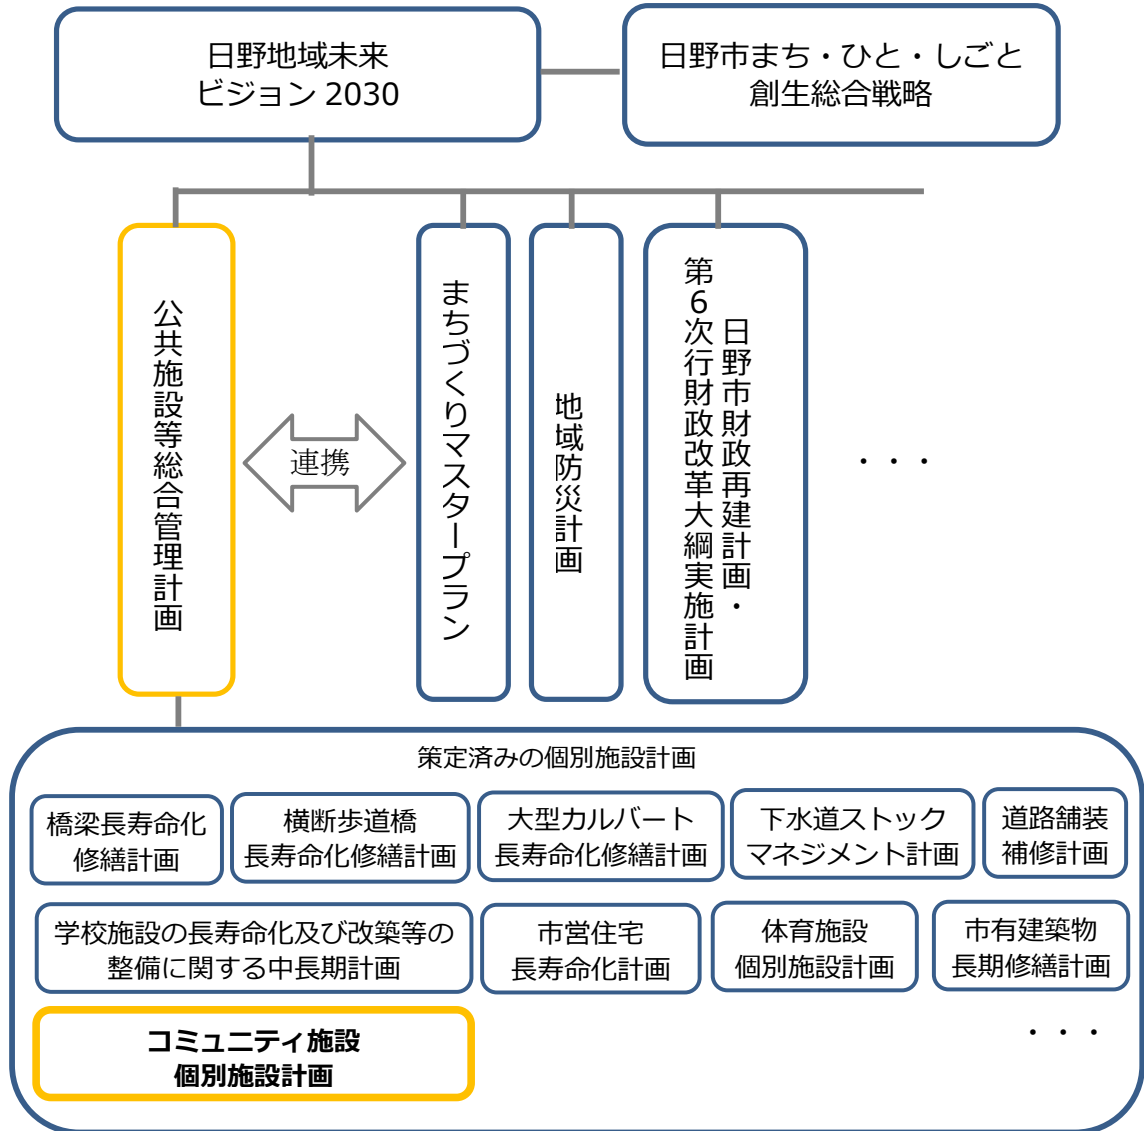 日野地域未来
ビジョン 2030
日野市まち・ひと・しごと
創生総合戦略
公共施設等総合管理計画
連携
まちづくりマスタープラン
地域防災計画
日野市財政再建計画・
第6次行財政改革大綱実施計画
・・・
策定済みの個別施設計画
橋梁長寿命化
修繕計画
横断歩道橋
長寿命化修繕計画
大型カルバート
長寿命化修繕計画
下水道ストック
マネジメント計画
道路舗装
補修計画
学校施設の長寿命化及び改築等の
整備に関する中長期計画
市営住宅
長寿命化計画
体育施設
個別施設計画
市有建築物
長期修繕計画
コミュニティ施設
個別施設計画
・・・